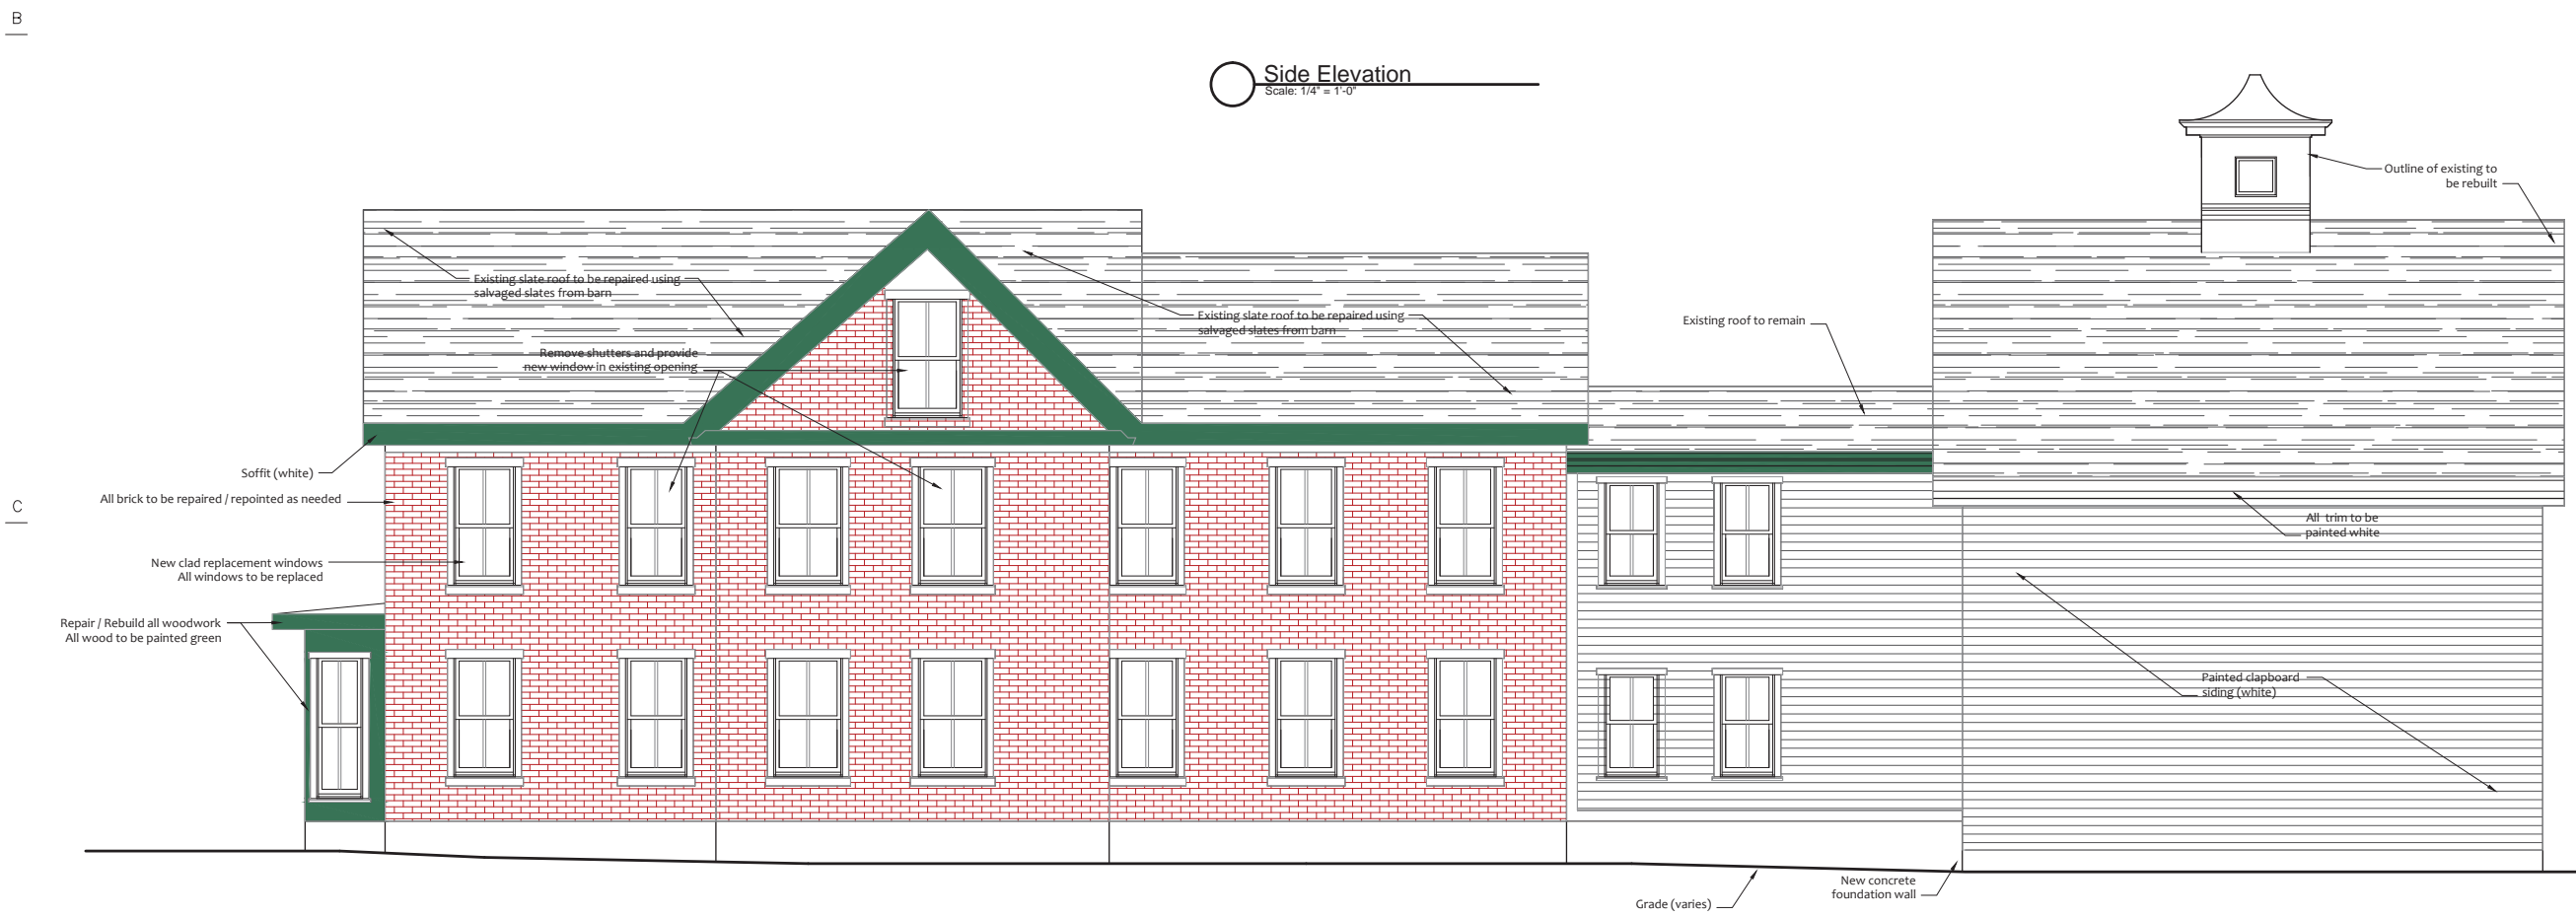 B
Side Elevation
Scale: 1/4" = 1'-0"
Outline of existing to
be rebuilt
Existing slate roof to be repaired using
salvaged slates from barn
Existing slate roof to be repaired using
salvaged slates from barn
Existing roof to remain
Remove shutters and provide
new window in existing opening
Soffit (white)
All brick to be repaired / repointed as needed
C
All trim to be
painted white
New clad replacement windows
All windows to be replaced
Repair / Rebuild all woodwork
All wood to be painted green
Painted clapboard
siding (white)
New concrete
foundation wall
Grade (varies)